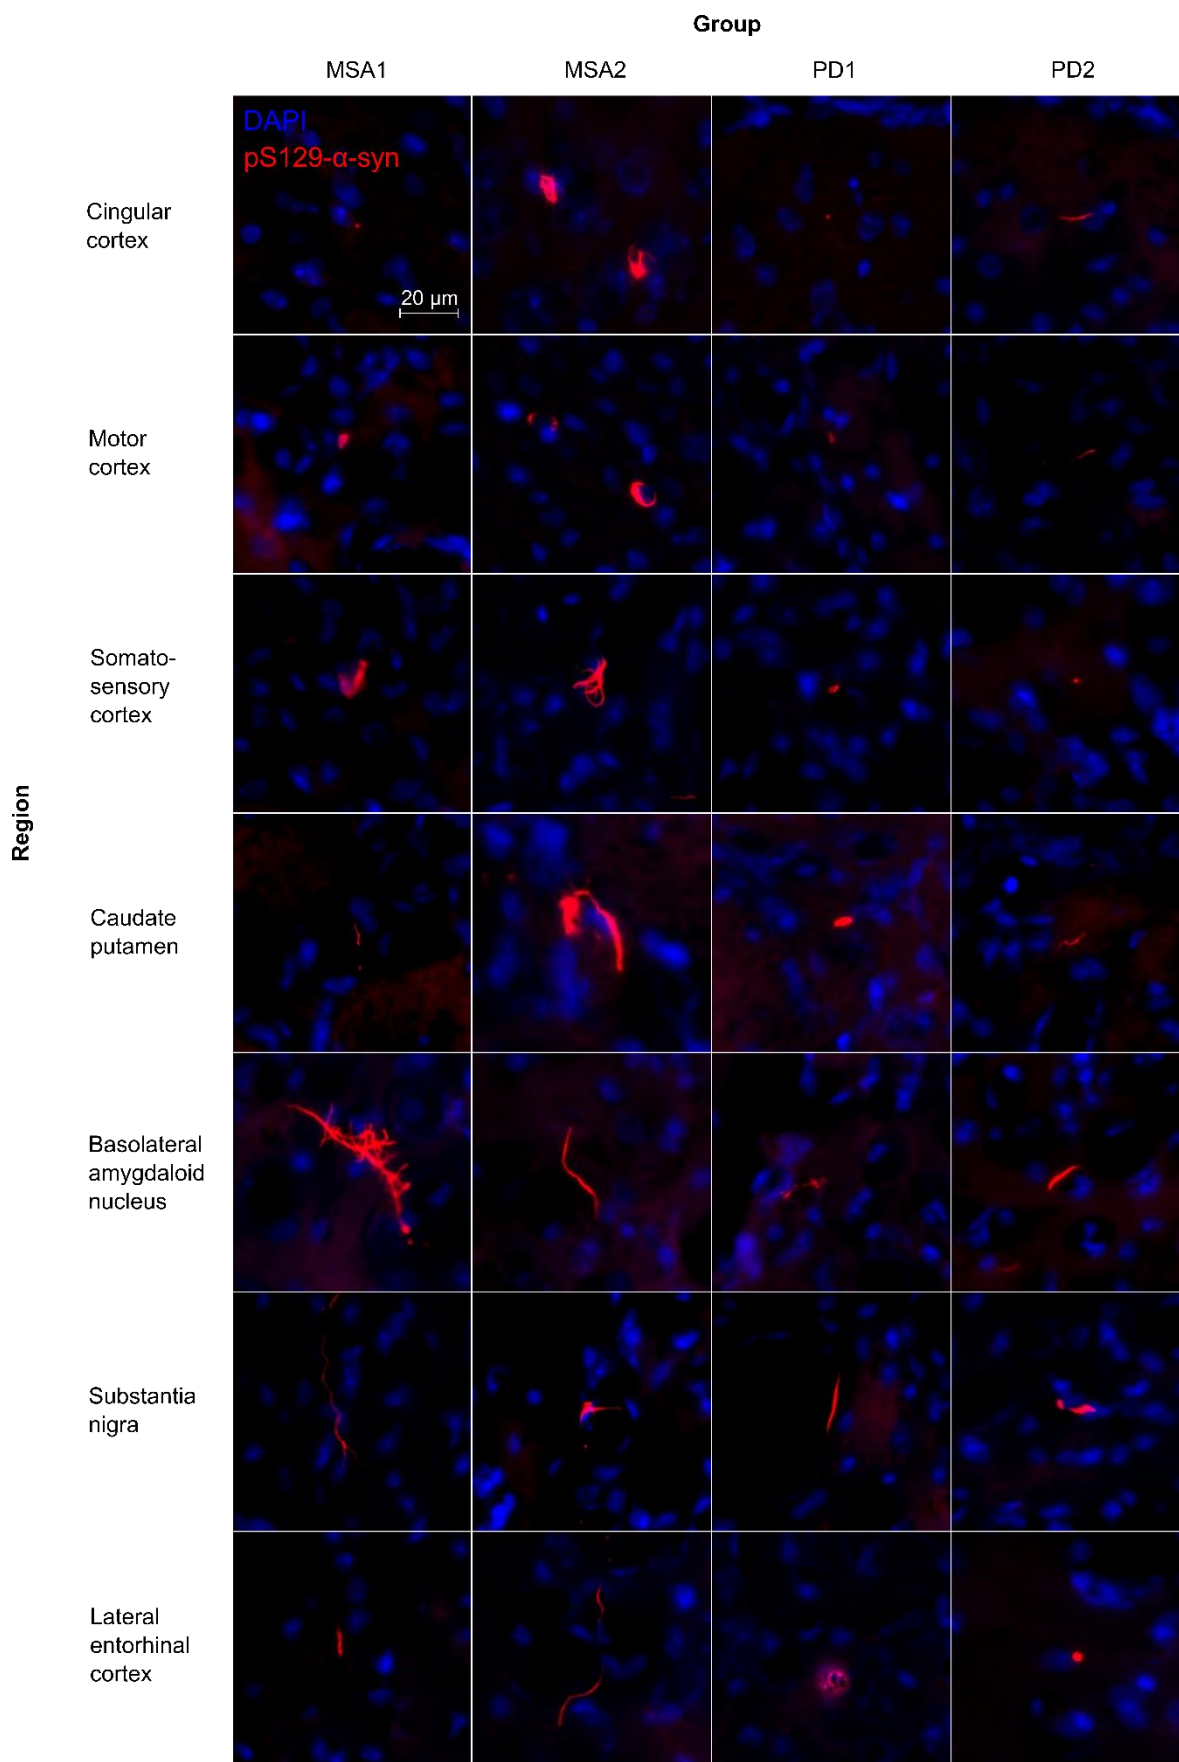 Group
MSA1 MSA2 PD1 PD2
DAPI
pS129-α-syn
Cingular
cortex
20 µm
Motor
cortex
Somato-
sensory
cortex
Region
Caudate
putamen
Basolateral
amygdaloid
nucleus
Substantia
nigra
Lateral
entorhinal
cortex